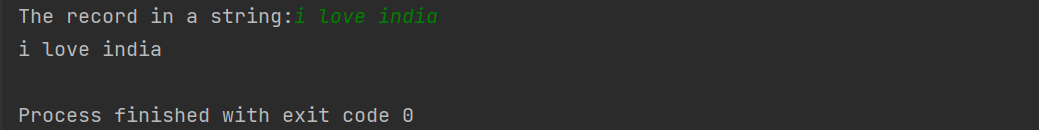 The record in a string:i love india
i love india
Process finished with exit code 0